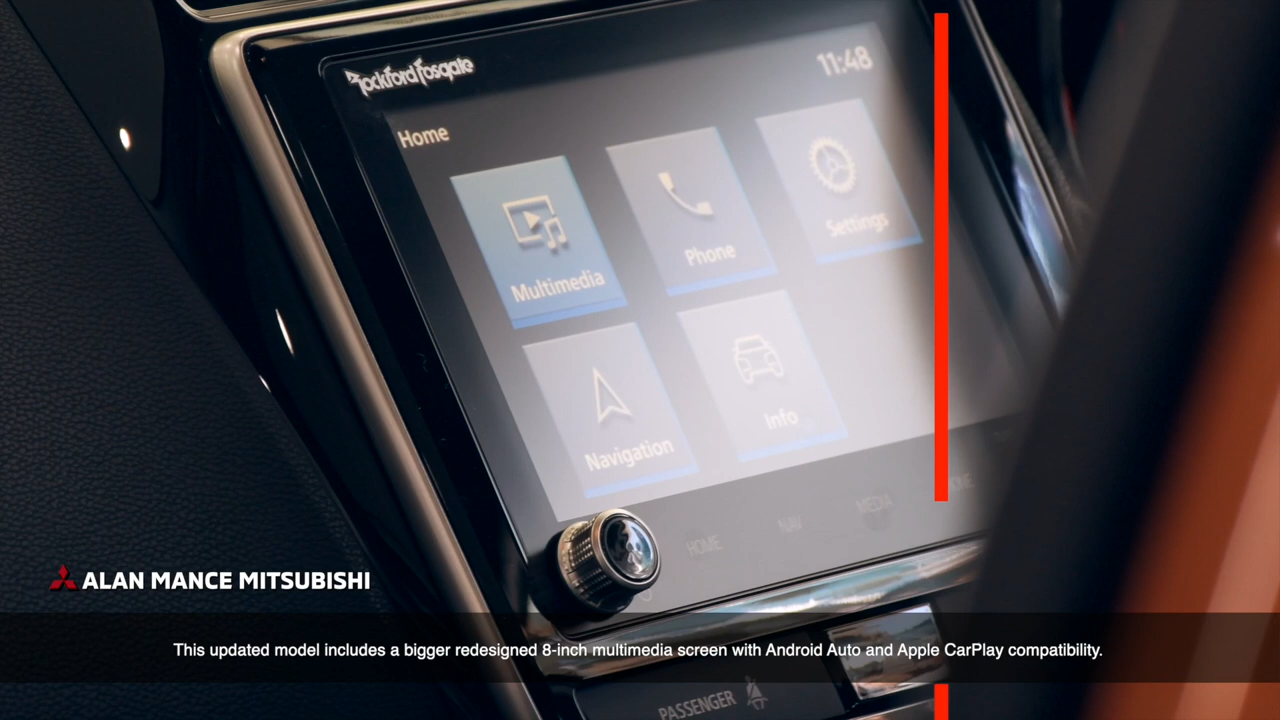 Rockford Fosgate
11:48
Home
Multimedia
Phone
Settings
Navigation
Info
HOME
NAV
MEDIA
ALAN MANCE MITSUBISHI
This updated model includes a bigger redesigned 8-inch multimedia screen with Android Auto and Apple CarPlay compatibility.
PASSENGER